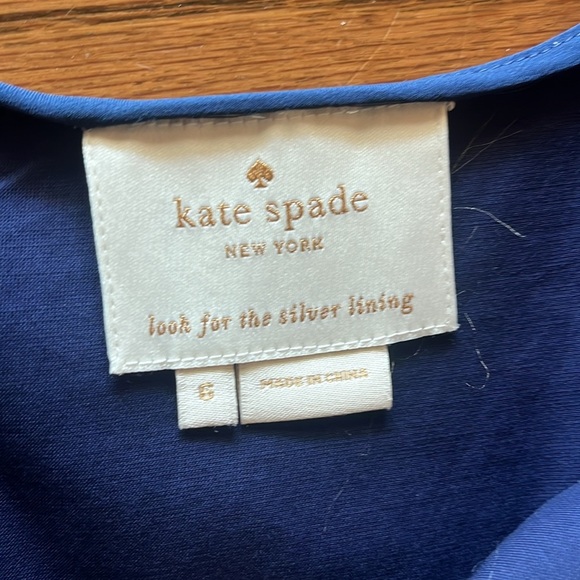 kate spade
NEW YORK
look for the silver lining
6
MADE IN CHINA